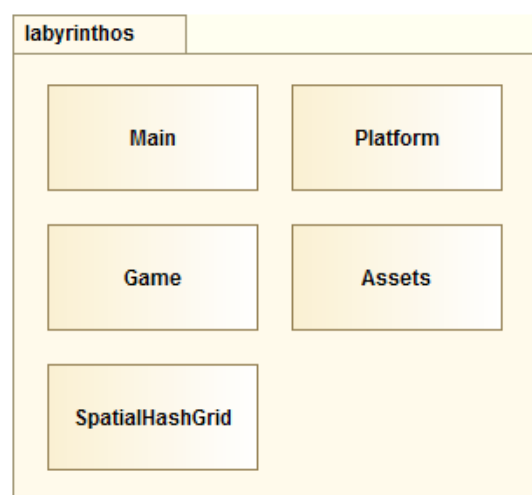 labyrinthos
Main
Platform
Game
Assets
SpatialHashGrid